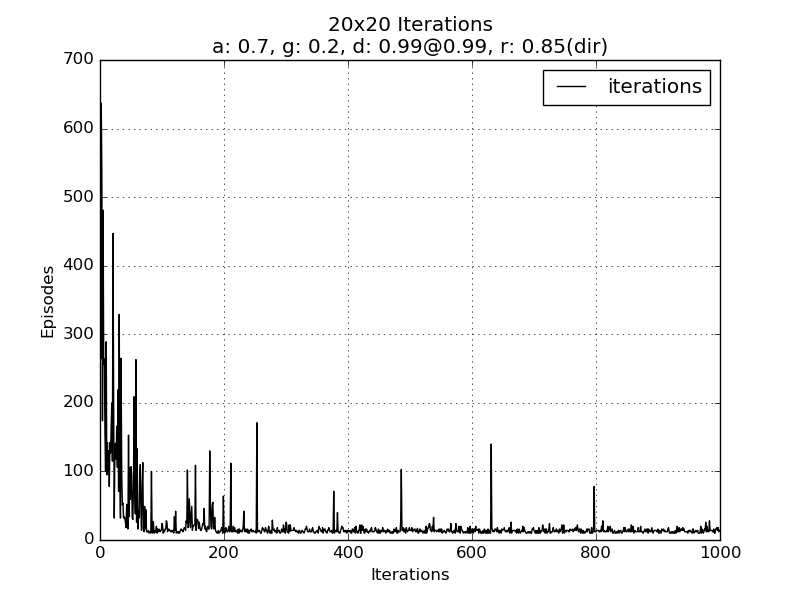 20x20 Iterations
a: 0.7, g: 0.2, d: 0.99@0.99, r: 0.85(dir)
700
iterations
600
500
400
Episodes
300
200
100
0
0 200 400 600 800 1000
Iterations